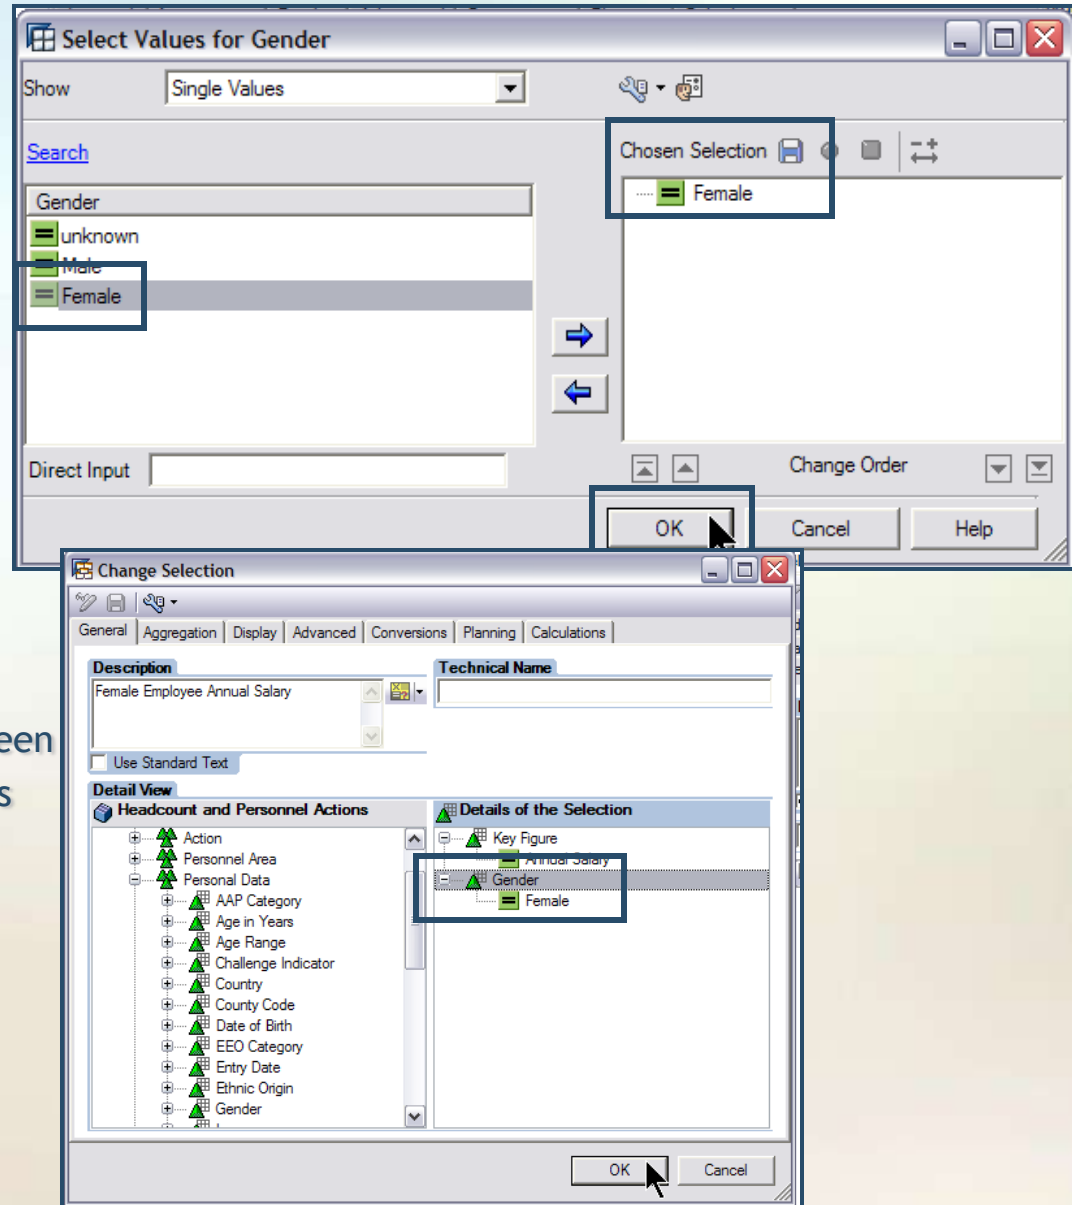 Select Values for Gender
Show Single Values
Search
Chosen Selection
Female
Gender
unknown
Male
Female
Direct Input
Change Order
OK Cancel Help
Change Selection
General Aggregation Display Advanced Conversions Planning Calculations
Description Technical Name
Female Employee Annual Salary
een
s
Use Standard Text
Detail View
Headcount and Personnel Actions
Action
Personnel Area
Personal Data
AAP Category
Age in Years
Age Range
Challenge Indicator
Country
County Code
Date of Birth
EEO Category
Entry Date
Ethnic Origin
Gender
Details of the Selection
Key Figure
Annual Salary
Gender
Female
OK Cancel